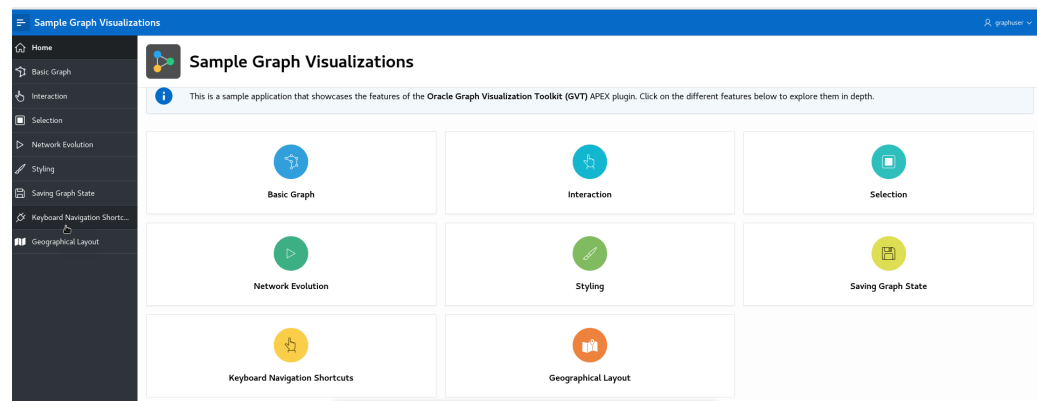 Sample Graph Visualizations
graphuser
Home
Basic Graph
Interaction
Selection
Network Evolution
Styling
Saving Graph State
Keyboard Navigation Shortc...
Geographical Layout
Sample Graph Visualizations
This is a sample application that showcases the features of the Oracle Graph Visualization Toolkit (GVT) APEX plugin. Click on the different features below to explore them in depth.
Basic Graph
Interaction
Selection
Network Evolution
Styling
Saving Graph State
Keyboard Navigation Shortcuts
Geographical Layout